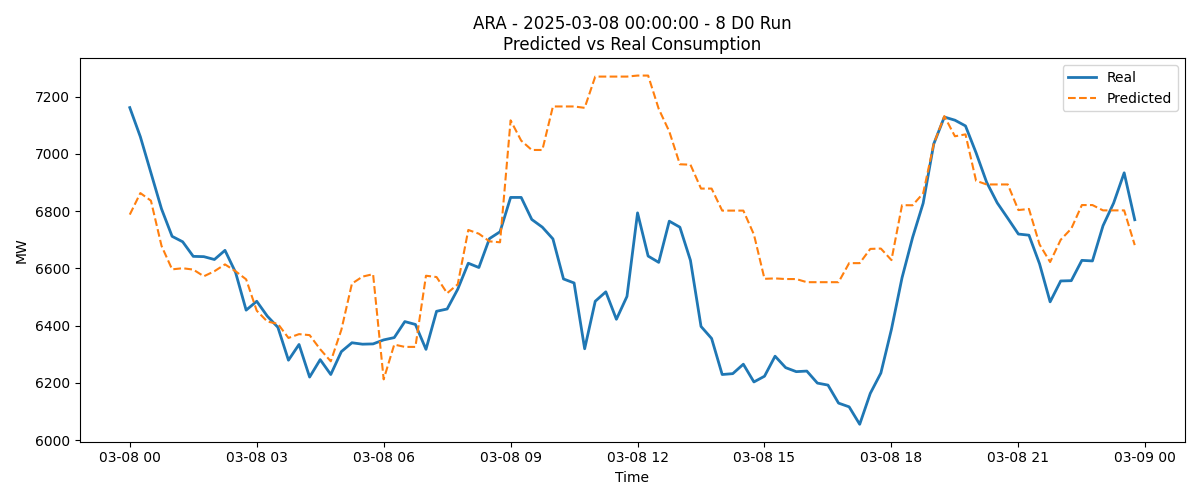 ARA - 2025-03-08 00:00:00 - 8 D0 Run
Predicted vs Real Consumption
Real
Predicted
7200
7000
6800
6600
6400
6200
6000
MW
03-08 00
03-08 03
03-08 06
03-08 09
03-08 12
03-08 15
03-08 18
03-08 21
03-09 00
Time